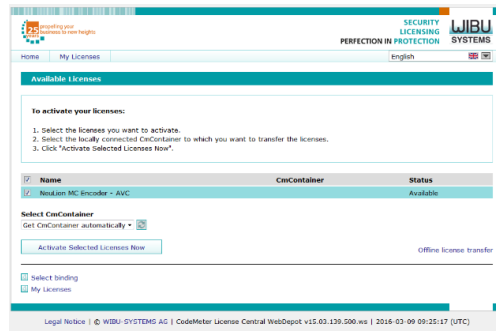 25 years
propelling your
business to new heights
SECURITY
LICENSING
PERFECTION IN PROTECTION
WIBU
SYSTEMS
Home My Licenses English
Available Licenses
To activate your licenses:
1. Select the licenses you want to activate.
2. Select the locally connected CmContainer to which you want to transfer the licenses.
3. Click "Activate Selected Licenses Now".
Name CmContainer Status
NeuLion MC Encoder - AVC Available
Select CmContainer
Get CmContainer automatically
Activate Selected Licenses Now Offline license transfer
Select binding
My Licenses
Legal Notice | © WIBU-SYSTEMS AG | CodeMeter License Central WebDepot v15.03.139.500.ws | 2016-03-09 09:25:17 (UTC)